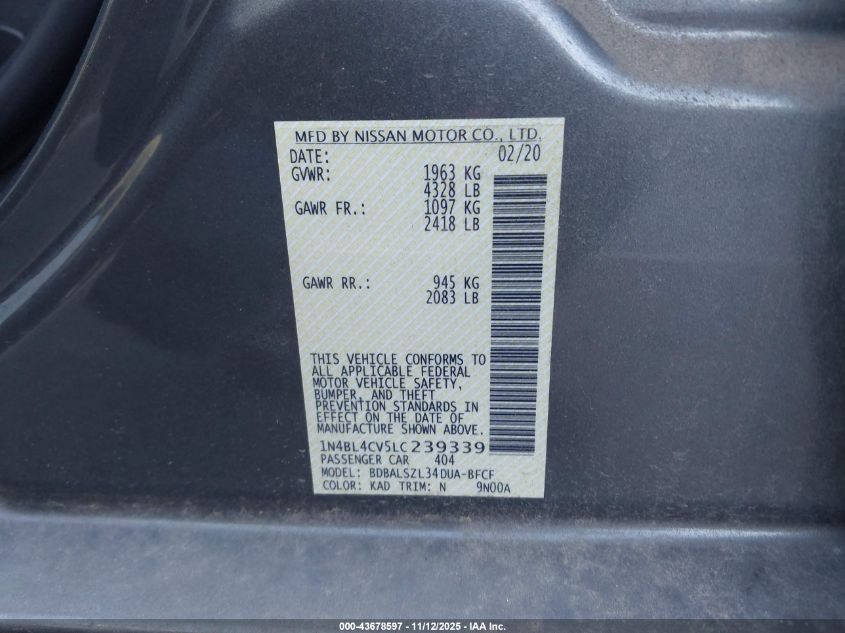 MFD BY NISSAN MOTOR CO., LTD.
DATE: 02/20
GVWR: 1963 KG
4328 LB
GAWR FR.: 1097 KG
2418 LB
GAWR RR.: 945 KG
2083 LB
THIS VEHICLE CONFORMS TO
ALL APPLICABLE FEDERAL
MOTOR VEHICLE SAFETY,
BUMPER, AND THEFT
PREVENTION STANDARDS IN
EFFECT ON THE DATE OF
MANUFACTURE SHOWN ABOVE.
1N4BL4CV5LC239339
PASSENGER CAR 404
MODEL: BDBALSZL34DUA-BFCF
COLOR: KAD TRIM: N 9N00A
000-43678597 - 11/12/2025 - IAA Inc.